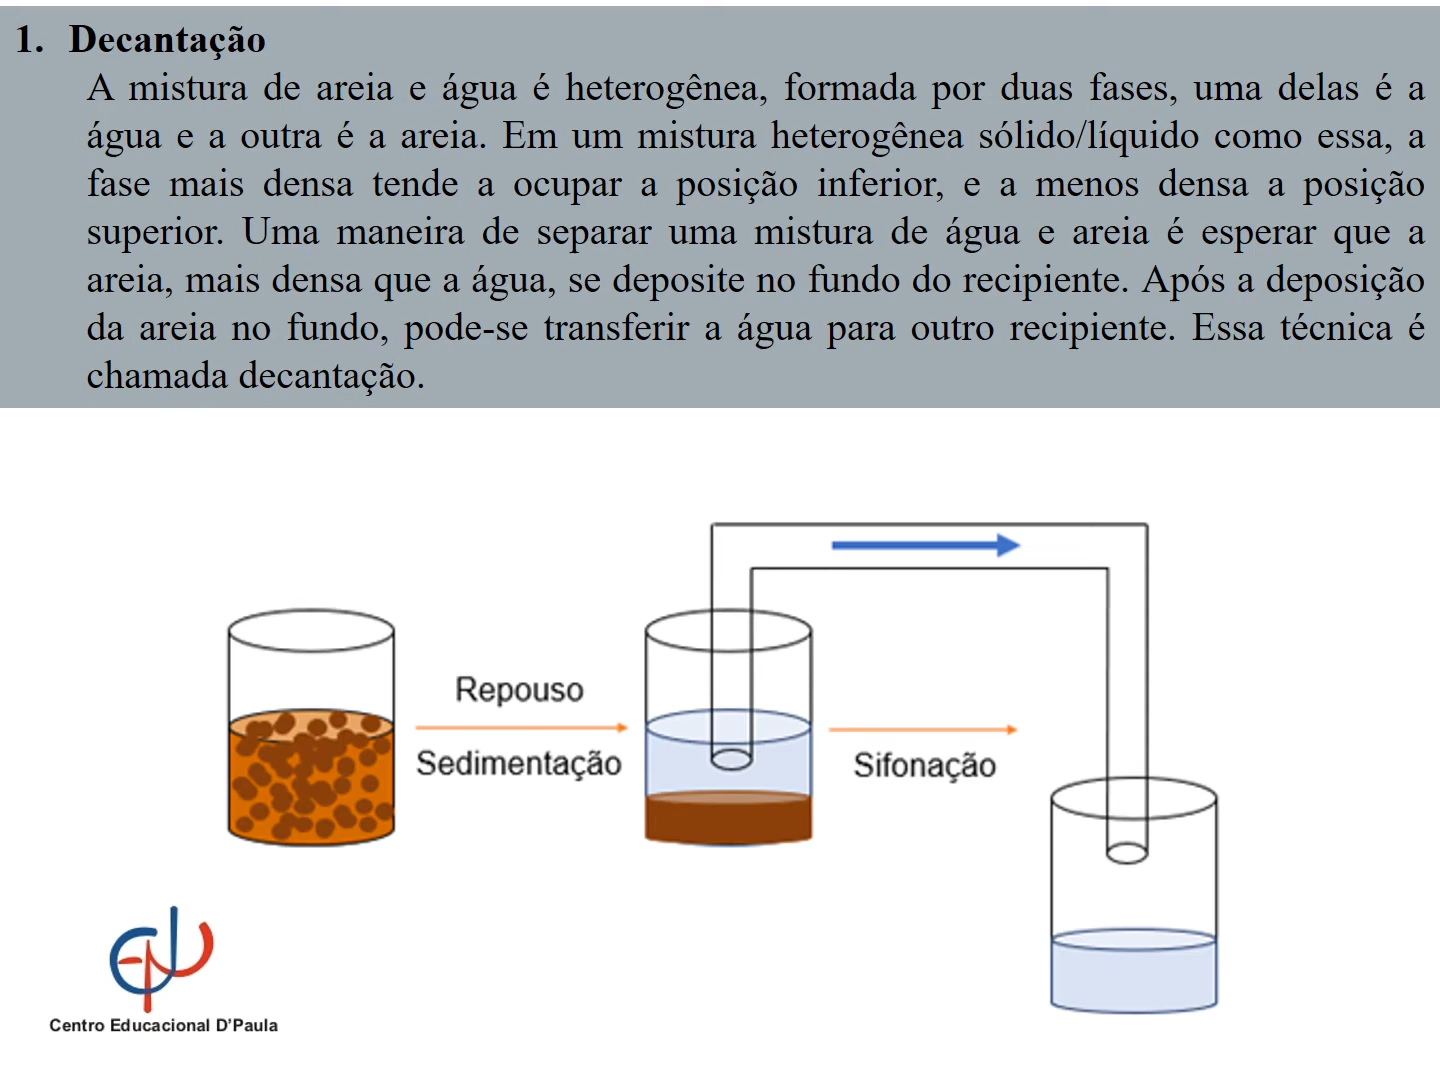 1. Decantação
A mistura de areia e água é heterogênea, formada por duas fases, uma delas é a
água e a outra é a areia. Em um mistura heterogênea sólido/líquido como essa, a
fase mais densa tende a ocupar a posição inferior, e a menos densa a posição
superior. Uma maneira de separar uma mistura de água e areia é esperar que a
areia, mais densa que a água, se deposite no fundo do recipiente. Após a deposição
da areia no fundo, pode-se transferir a água para outro recipiente. Essa técnica é
chamada decantação.
Repouso
Sedimentação
Sifonação
Centro Educacional D'Paula